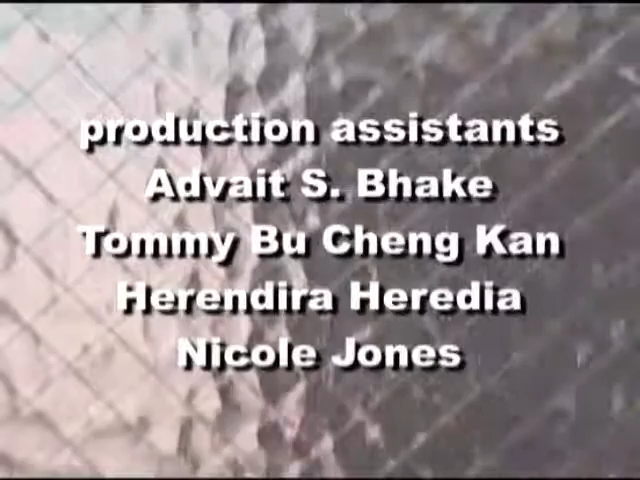 production assistants
Advait S. Bhake
Tommy Bu Cheng Kan
Herendira Heredia
Nicole Jones